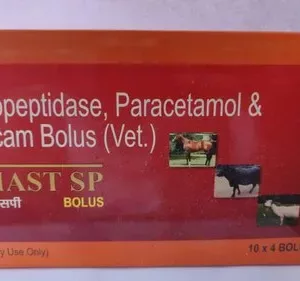 opeptidase, Paracetamol &
cam Bolus (Vet.)
MAST SP
सपी BOLUS
y Use Only)
10 x 4 BOL